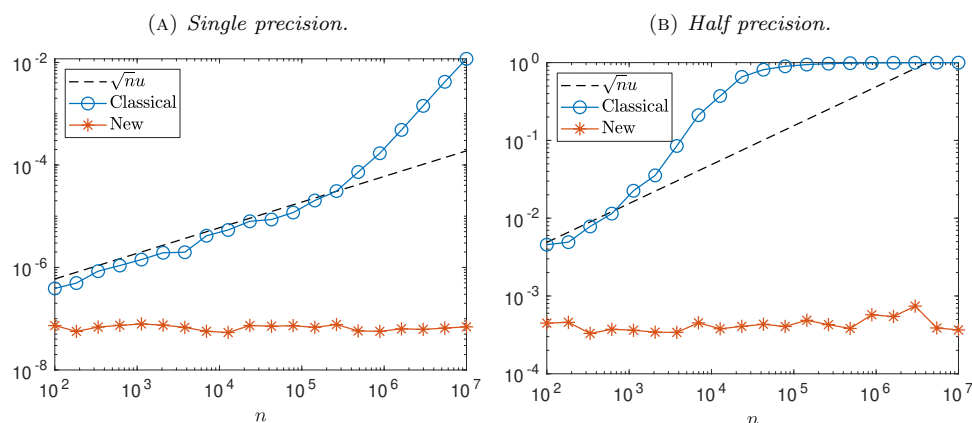 (A) Single precision.
10^-2
10^-4
10^-6
10^-8
10^2 10^3 10^4 10^5 10^6 10^7
n
√nu
Classical
New
(B) Half precision.
10^0
10^-1
10^-2
10^-3
10^-4
10^2 10^3 10^4 10^5 10^6 10^7
n
√nu
Classical
New